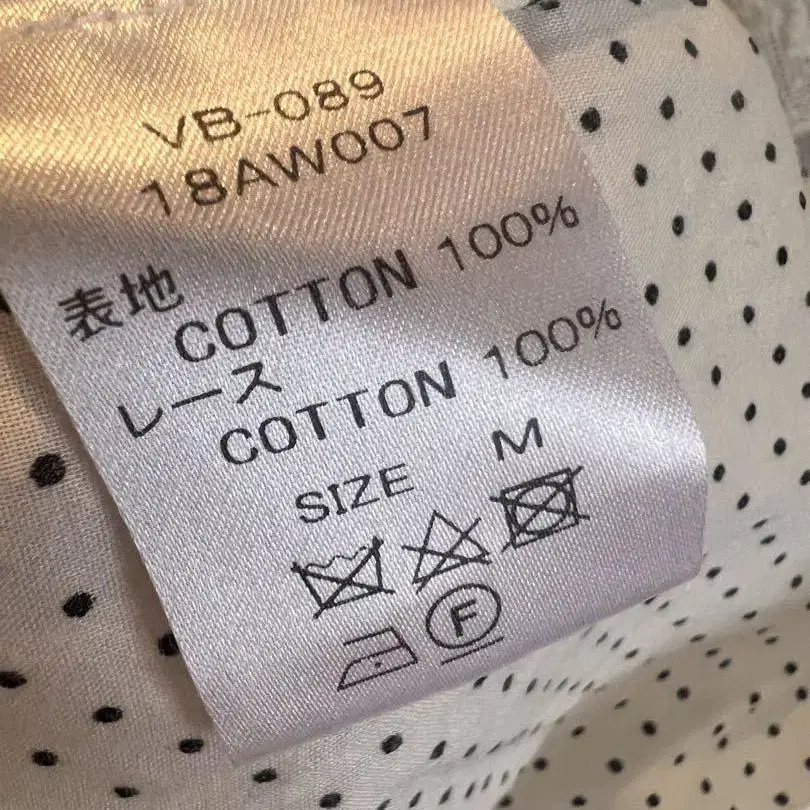 VB-089
18AW007
表地
COTTON 100%
レース
COTTON 100%
SIZE M
F